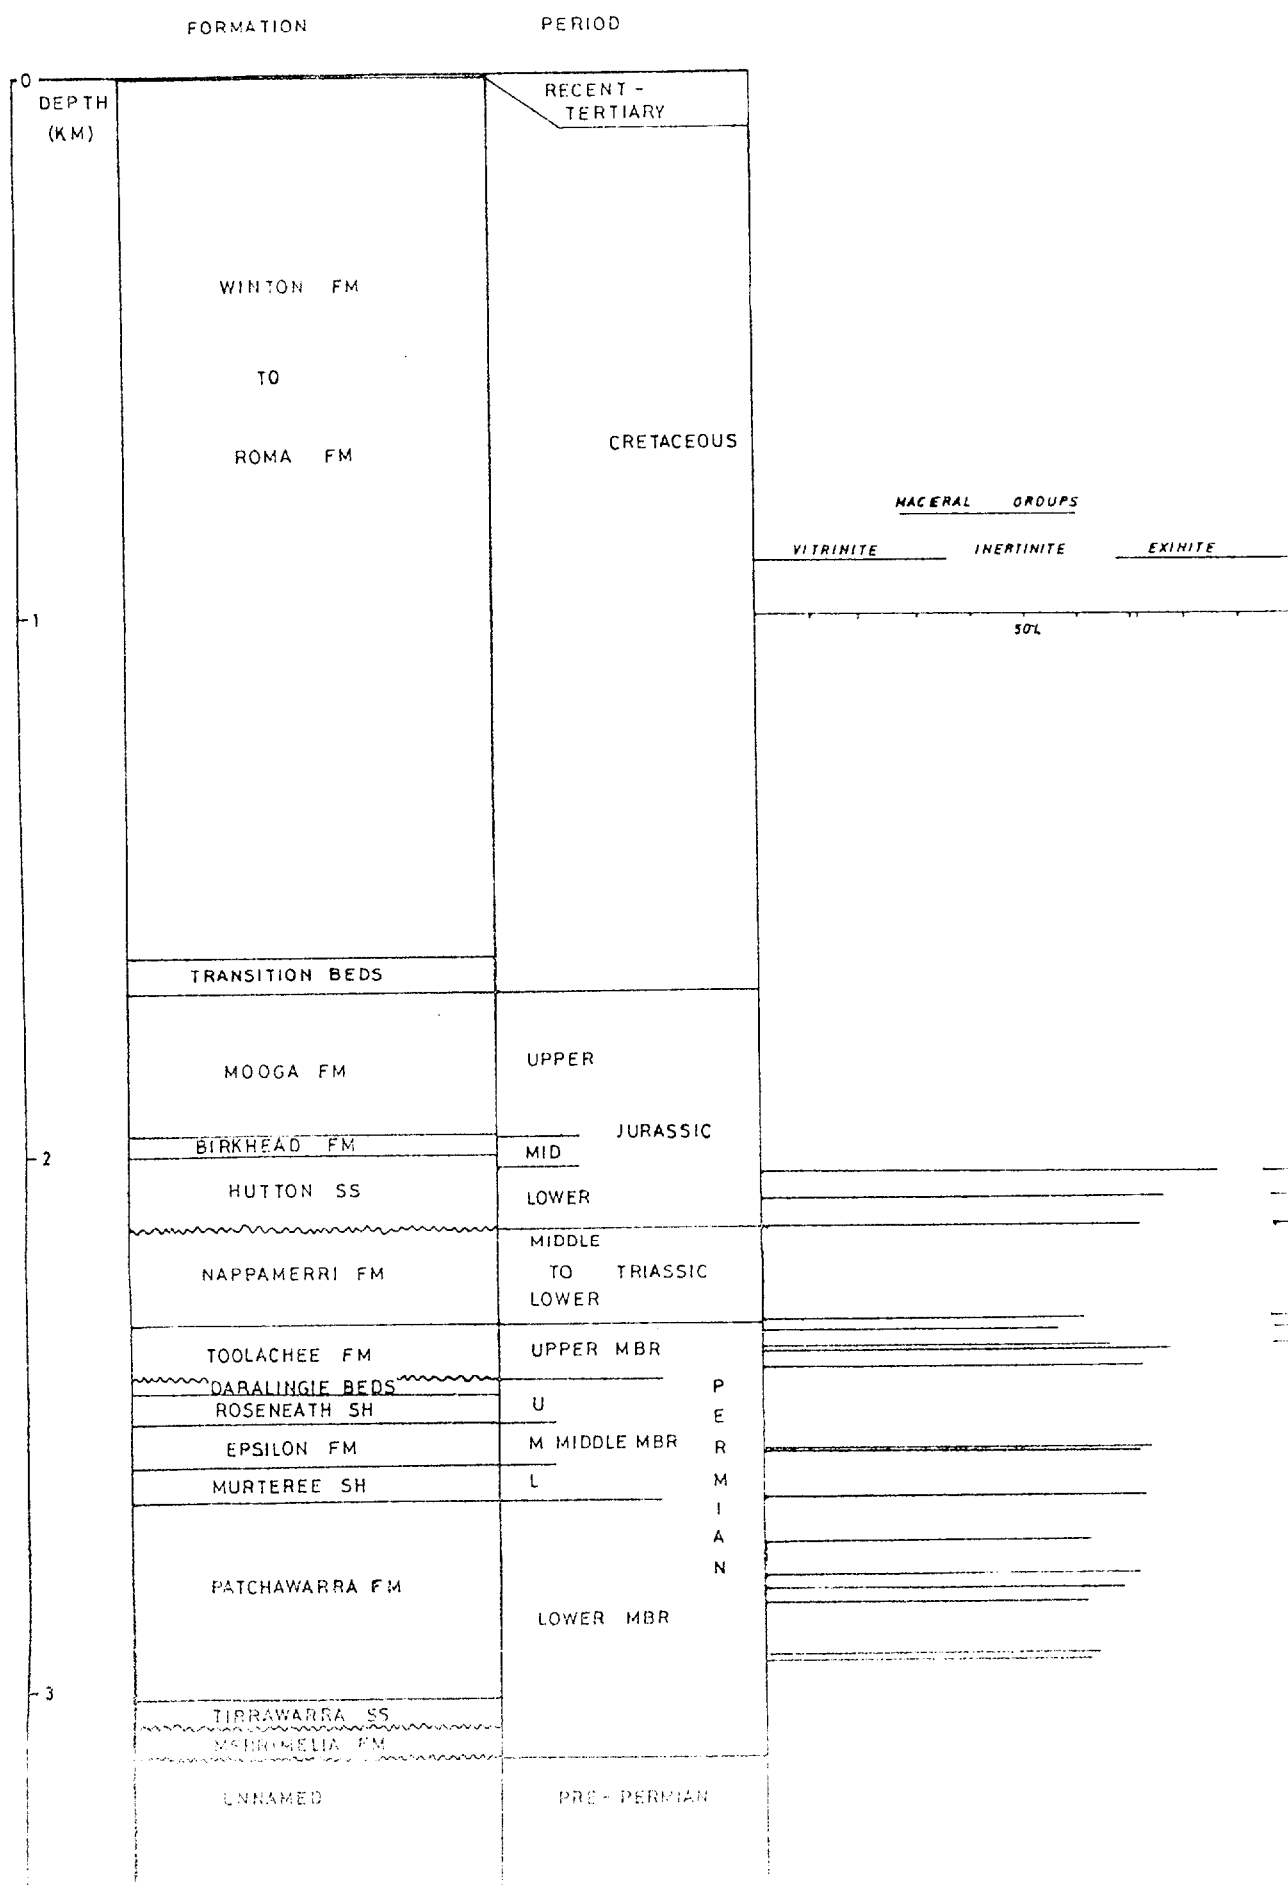 FORMATION PERIOD
0
DEPTH
(KM)
RECENT -
TERTIARY
WINTON FM
TO
ROMA FM
CRETACEOUS
MACERAL GROUPS
VITRINITE INERTINITE EXINITE
1
50%
TRANSITION BEDS
MOOGA FM
UPPER
JURASSIC
BIRKHEAD FM
MID
2
HUTTON SS
LOWER
MIDDLE
NAPPAMERRI FM
TO TRIASSIC
LOWER
TOOLACHEE FM
UPPER MBR
DARALINGIE BEDS
ROSENEATH SH
U
EPSILON FM
M MIDDLE MBR
MURTEREE SH
L
PERMIAN
PATCHAWARRA FM
LOWER MBR
3
TIRRAWARRA SS
MERRIMELIA FM
UNNAMED
PRE - PERMIAN